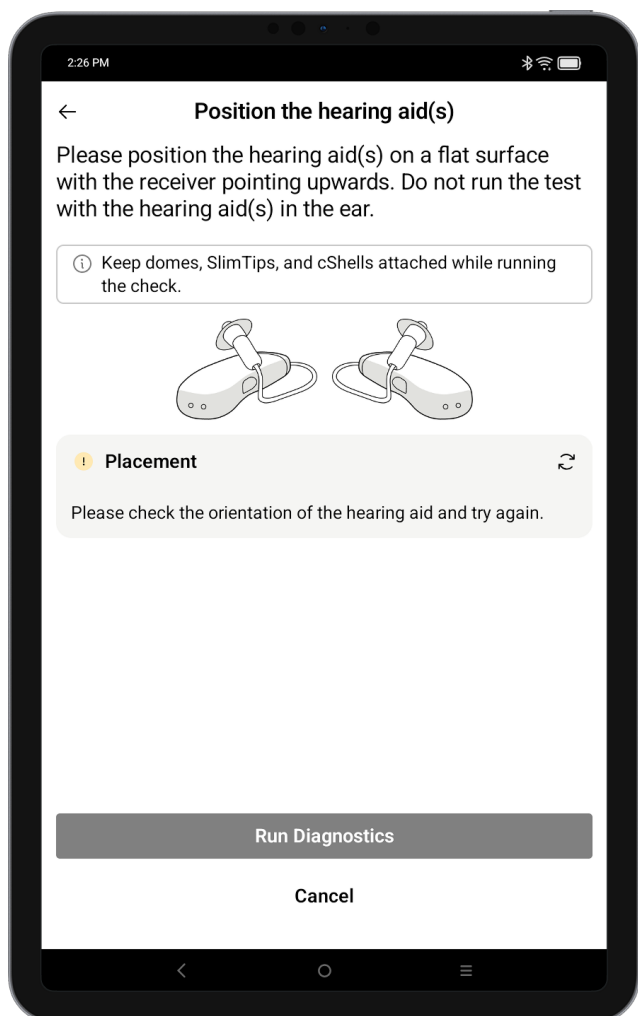 2:26 PM
Position the hearing aid(s)
Please position the hearing aid(s) on a flat surface
with the receiver pointing upwards. Do not run the test
with the hearing aid(s) in the ear.
Keep domes, SlimTips, and cShells attached while running
the check.
Placement
Please check the orientation of the hearing aid and try again.
Run Diagnostics
Cancel